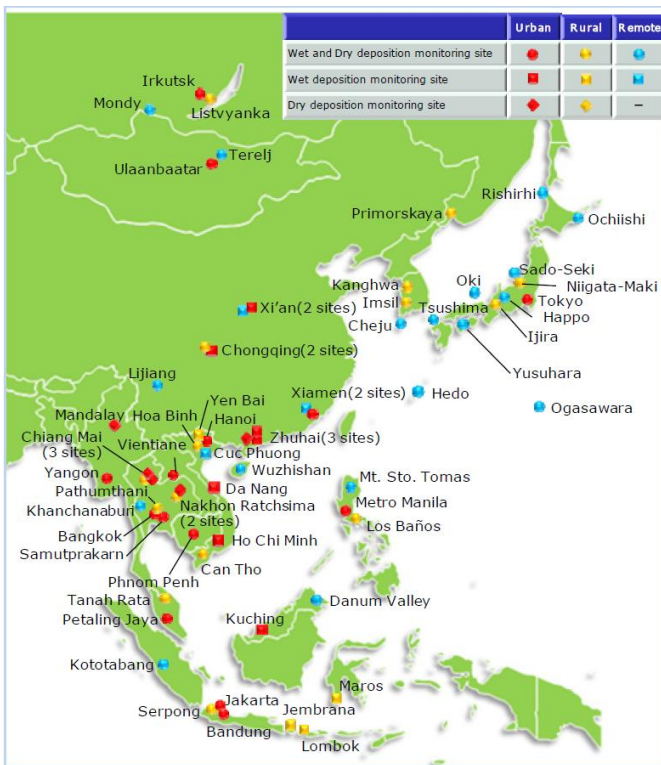 Urban Rural Remote
Wet and Dry deposition monitoring site
Wet deposition monitoring site
Dry deposition monitoring site –
Irkutsk
Mondy
Listvyanka
Terelj
Ulaanbaatar
Rishirhi
Primorskaya
Ochiishi
Sado-Seki
Kanghwa
Oki
Niigata-Maki
Imsil
Tsushima
Tokyo
Xi'an(2 sites)
Happo
Cheju
Ijira
Chongqing(2 sites)
Yusuhara
Lijiang
Yen Bai
Xiamen(2 sites)
Hedo
Hoa Binh
Mandalay
Hanoi
Ogasawara
Chiang Mai
(3 sites)
Vientiane
Zhuhai(3 sites)
Cuc Phuong
Yangon
Wuzhishan
Mt. Sto. Tomas
Pathumthani
Da Nang
Khanchanaburi
Nakhon Ratchsima
(2 sites)
Metro Manila
Los Baños
Bangkok
Samutprakarn
Ho Chi Minh
Phnom Penh
Can Tho
Tanah Rata
Danum Valley
Petaling Jaya
Kuching
Kototabang
Maros
Jakarta
Serpong
Jembrana
Bandung
Lombok